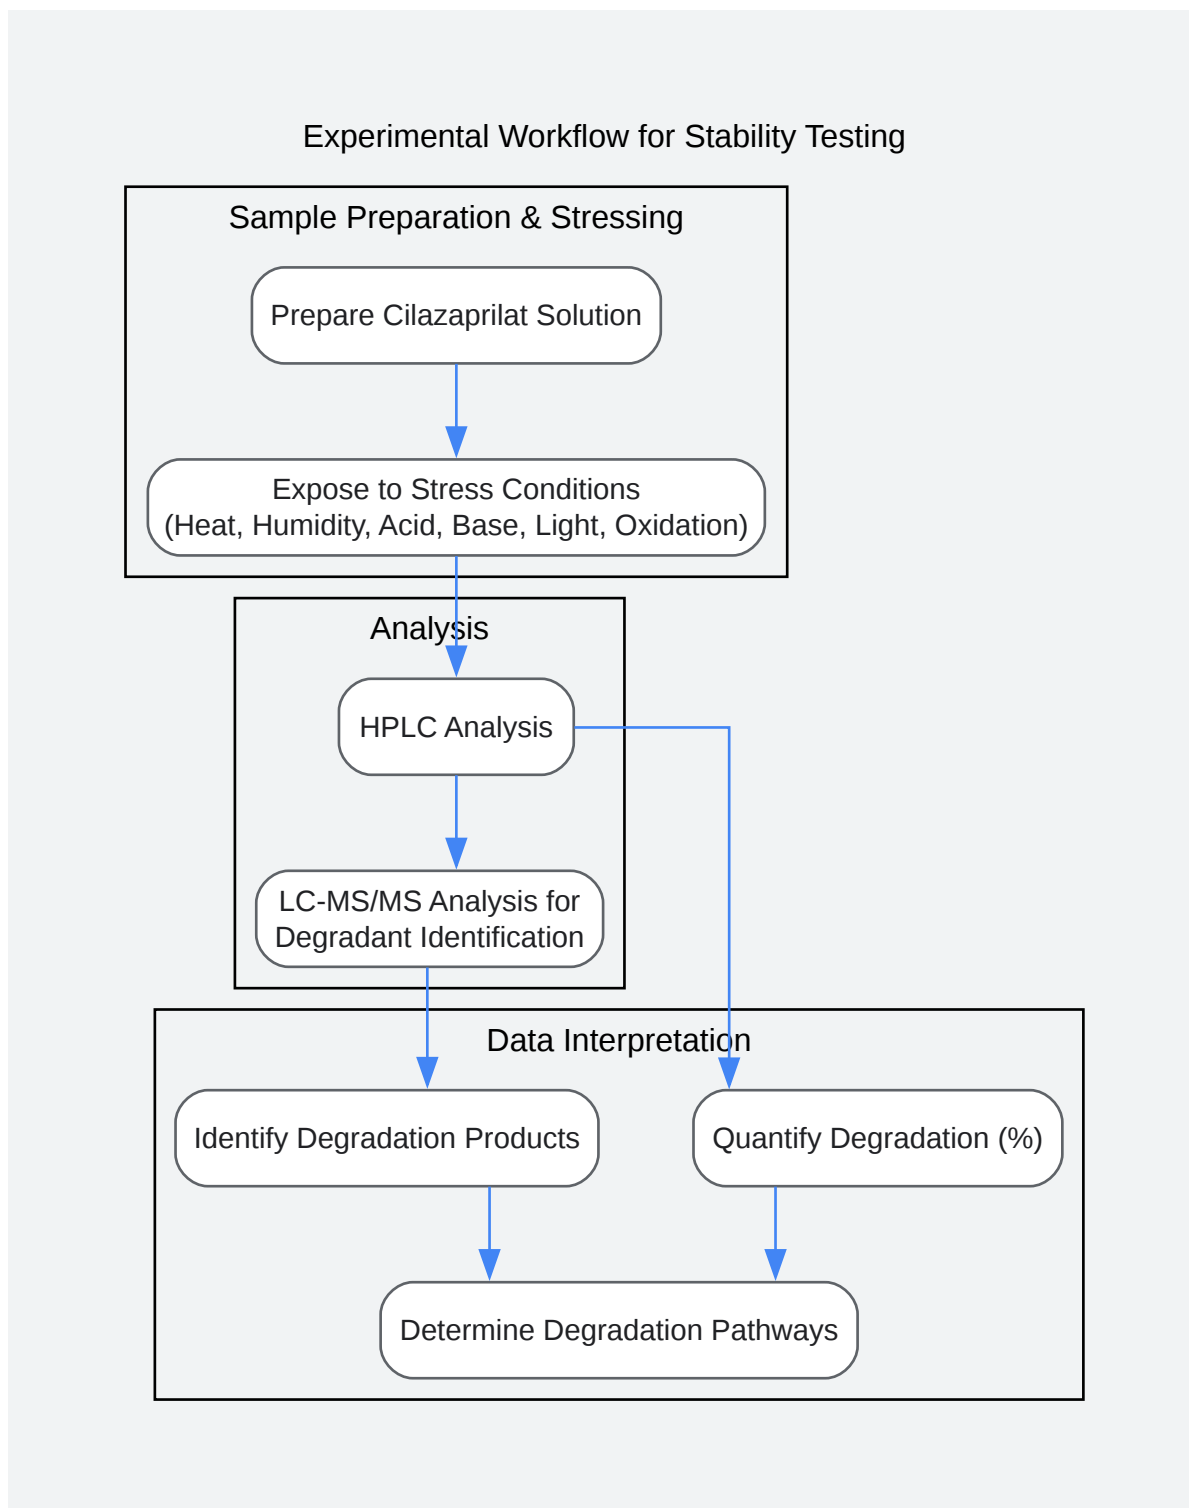 Experimental Workflow for Stability Testing
Sample Preparation & Stressing
Prepare Cilazaprilat Solution
Expose to Stress Conditions
(Heat, Humidity, Acid, Base, Light, Oxidation)
Analysis
HPLC Analysis
LC-MS/MS Analysis for
Degradant Identification
Data Interpretation
Identify Degradation Products
Quantify Degradation (%)
Determine Degradation Pathways